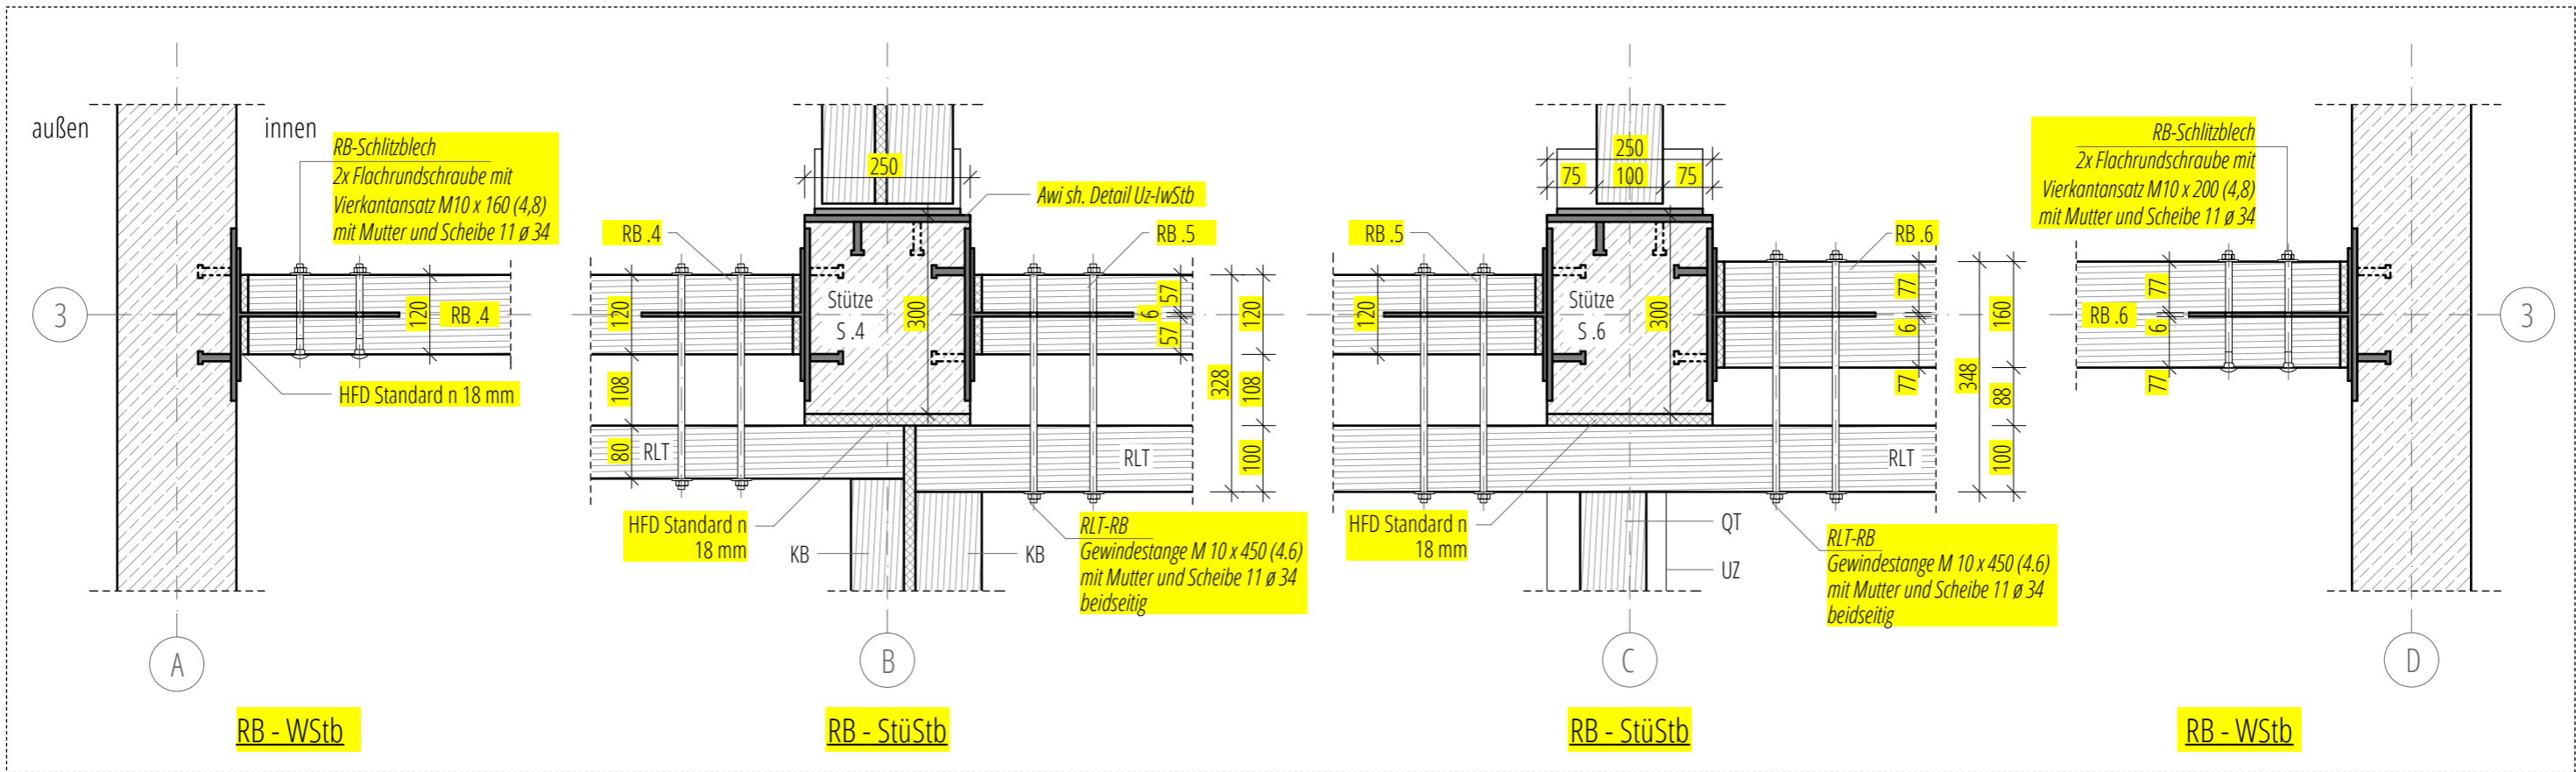 außen
innen
RB-Schlitzblech
2x Flachrundschraube mit
Vierkantansatz M10 x 160 (4,8)
mit Mutter und Scheibe 11 ø 34
3
120
RB .4
HFD Standard n 18 mm
A
RB - WStb
250
Awi sh. Detail Uz-IwStb
RB .4
RB .5
120
Stütze
S .4
300
57
6
57
120
108
80
RLT
RLT
328
108
100
HFD Standard n
18 mm
KB
KB
RLT-RB
Gewindestange M 10 x 450 (4.6)
mit Mutter und Scheibe 11 ø 34
beidseitig
B
RB - StüStb
250
75
100
75
RB .5
RB .6
120
Stütze
S .6
300
77
6
77
160
348
88
100
RLT
HFD Standard n
18 mm
QT
UZ
RLT-RB
Gewindestange M 10 x 450 (4.6)
mit Mutter und Scheibe 11 ø 34
beidseitig
C
RB - StüStb
RB-Schlitzblech
2x Flachrundschraube mit
Vierkantansatz M10 x 200 (4,8)
mit Mutter und Scheibe 11 ø 34
77
RB .6
6
77
3
D
RB - WStb